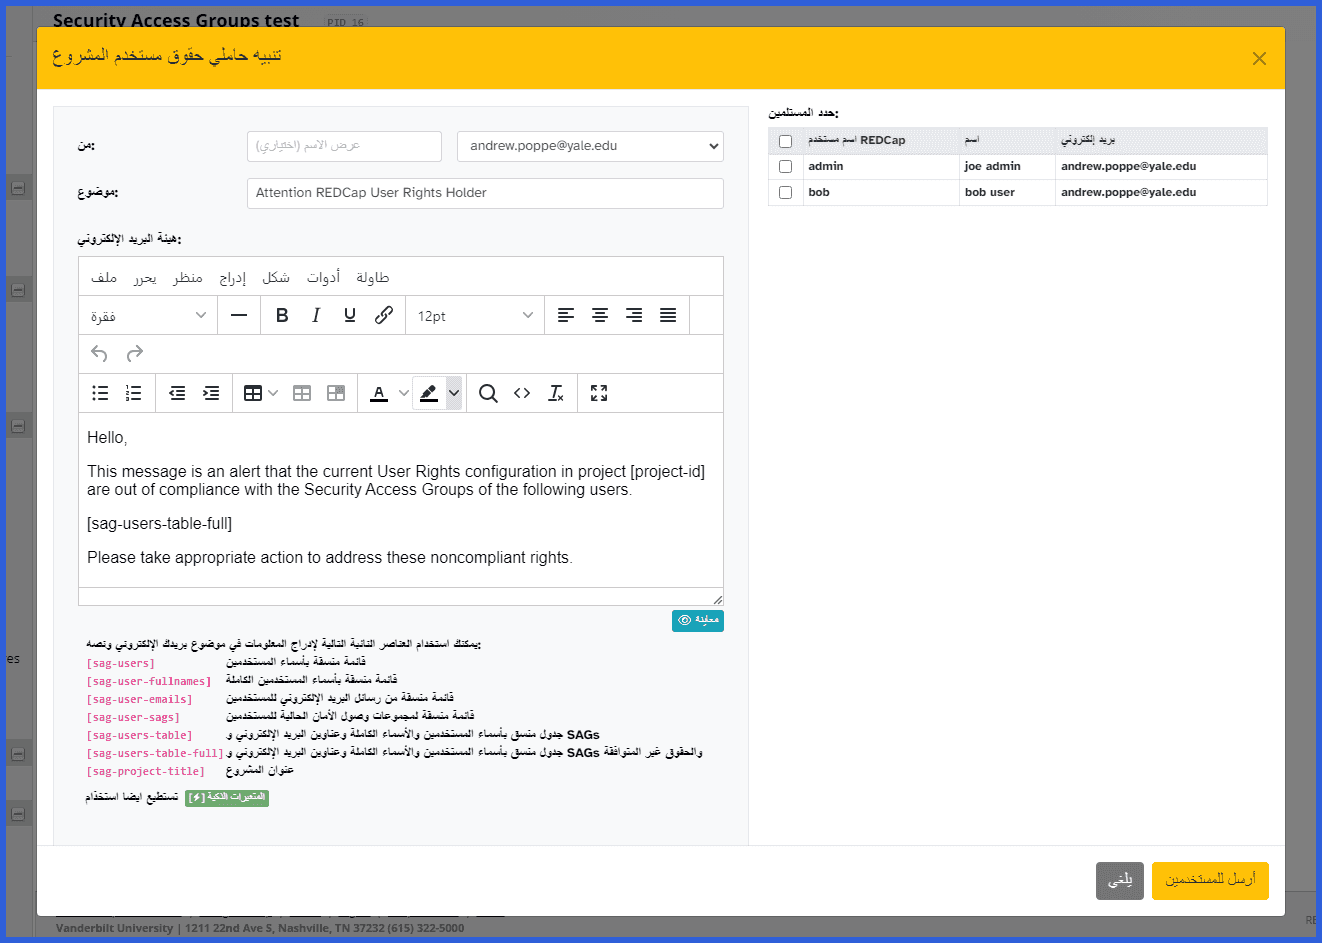 Security Access Groups test PID 16
تنبيه حاملي حقوق مستخدم المشروع
من:
عرض الاسم (اختياري)
andrew.poppe@yale.edu
موضوع:
Attention REDCap User Rights Holder
هيئة البريد الإلكتروني:
ملف يحرر منظر إدراج شكل أدوات طاولة
فقرة
B I U
12pt
Hello,
This message is an alert that the current User Rights configuration in project [project-id]
are out of compliance with the Security Access Groups of the following users.
[sag-users-table-full]
Please take appropriate action to address these noncompliant rights.
معاينة
يمكنك استخدام العناصر النائبة التالية لإدراج المعلومات في موضوع بريدك الإلكتروني ونصه:
[sag-users] قائمة منسقة بأسماء المستخدمين
[sag-user-fullnames] قائمة منسقة بأسماء المستخدمين الكاملة
[sag-user-emails] قائمة منسقة من رسائل البريد الإلكتروني للمستخدمين
[sag-user-sags] قائمة منسقة لمجموعات وصول الأمان الحالية للمستخدمين
[sag-users-table] جدول منسق بأسماء المستخدمين والأسماء الكاملة وعناوين البريد الإلكتروني و SAGs
[sag-users-table-full] جدول منسق بأسماء المستخدمين والأسماء الكاملة وعناوين البريد الإلكتروني و SAGs والحقوق غير المتوافقة
[sag-project-title] عنوان المشروع
تستطيع ايضا استخدام [⚡] المتغيرات الذكية
حدد المستلمين:
اسم مستخدم REDCap اسم بريد إلكتروني
admin joe admin andrew.poppe@yale.edu
bob bob user andrew.poppe@yale.edu
يلغي
أرسل للمستخدمين
es
Vanderbilt University | 1211 22nd Ave S, Nashville, TN 37232 (615) 322-5000
RE